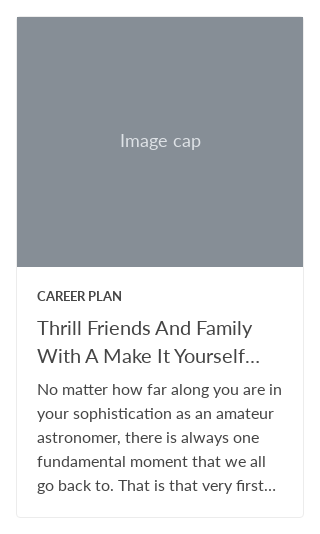 Image cap
CAREER PLAN
Thrill Friends And Family
With A Make It Yourself...
No matter how far along you are in
your sophistication as an amateur
astronomer, there is always one
fundamental moment that we all
go back to. That is that very first...